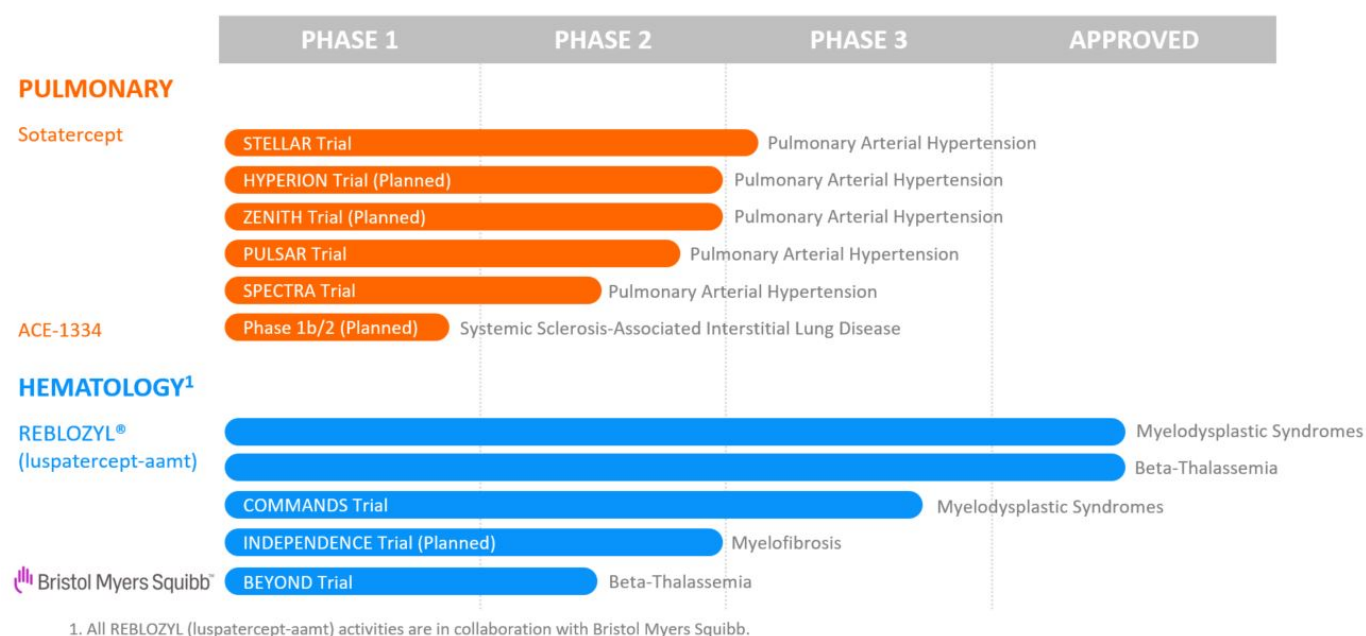 PHASE 1 PHASE 2 PHASE 3 APPROVED
PULMONARY
Sotatercept
STELLAR Trial Pulmonary Arterial Hypertension
HYPERION Trial (Planned) Pulmonary Arterial Hypertension
ZENITH Trial (Planned) Pulmonary Arterial Hypertension
PULSAR Trial Pulmonary Arterial Hypertension
SPECTRA Trial Pulmonary Arterial Hypertension
ACE-1334 Phase 1b/2 (Planned) Systemic Sclerosis-Associated Interstitial Lung Disease
HEMATOLOGY¹
REBLOZYL® Myelodysplastic Syndromes
(luspatercept-aamt) Beta-Thalassemia
COMMANDS Trial Myelodysplastic Syndromes
INDEPENDENCE Trial (Planned) Myelofibrosis
Bristol Myers Squibb™ BEYOND Trial Beta-Thalassemia
1. All REBLOZYL (luspatercept-aamt) activities are in collaboration with Bristol Myers Squibb.